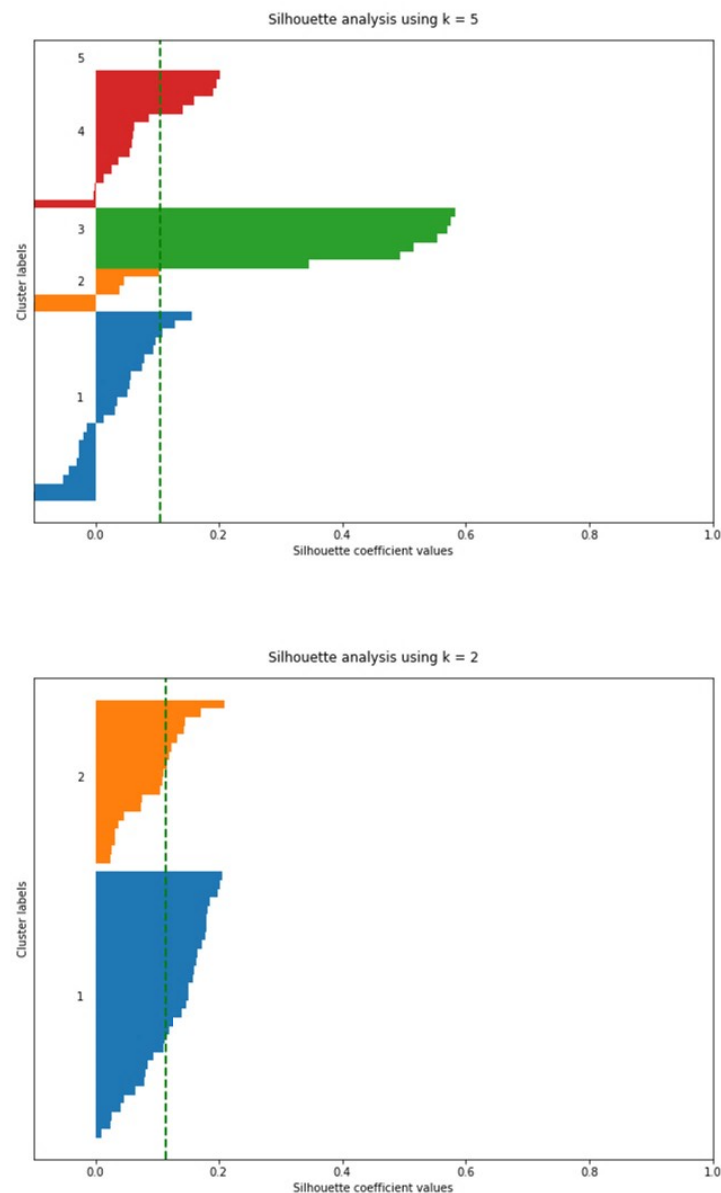 Silhouette analysis using k = 5
Cluster labels
5
4
3
2
1
0.0 0.2 0.4 0.6 0.8 1.0
Silhouette coefficient values
Silhouette analysis using k = 2
Cluster labels
2
1
0.0 0.2 0.4 0.6 0.8 1.0
Silhouette coefficient values